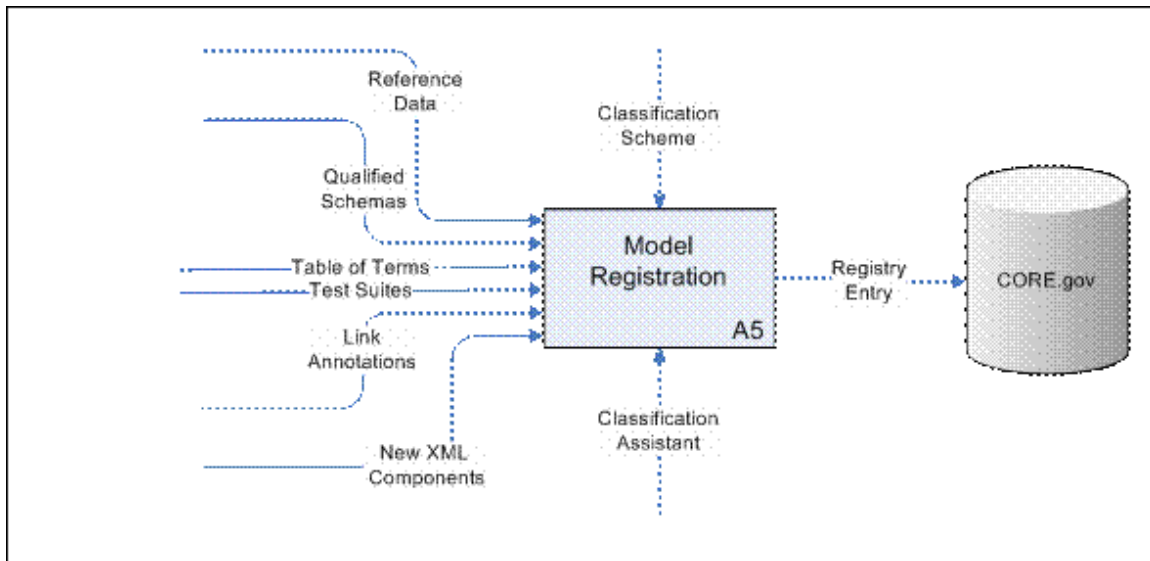 Reference
Data
Classification
Scheme
Qualified
Schemas
Table of Terms
Test Suites
Link
Annotations
New XML
Components
Model
Registration
A5
Classification
Assistant
Registry
Entry
CORE.gov